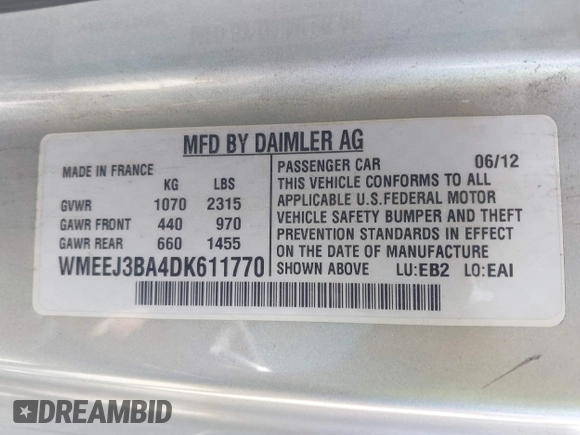 MFD BY DAIMLER AG
MADE IN FRANCE
KG LBS
GVWR 1070 2315
GAWR FRONT 440 970
GAWR REAR 660 1455
WMEEJ3BA4DK611770
PASSENGER CAR 06/12
THIS VEHICLE CONFORMS TO ALL
APPLICABLE U.S.FEDERAL MOTOR
VEHICLE SAFETY BUMPER AND THEFT
PREVENTION STANDARDS IN EFFECT
ON THE DATE OF MANUFACTURE
SHOWN ABOVE LU:EB2 LO:EAI
DREAMBID